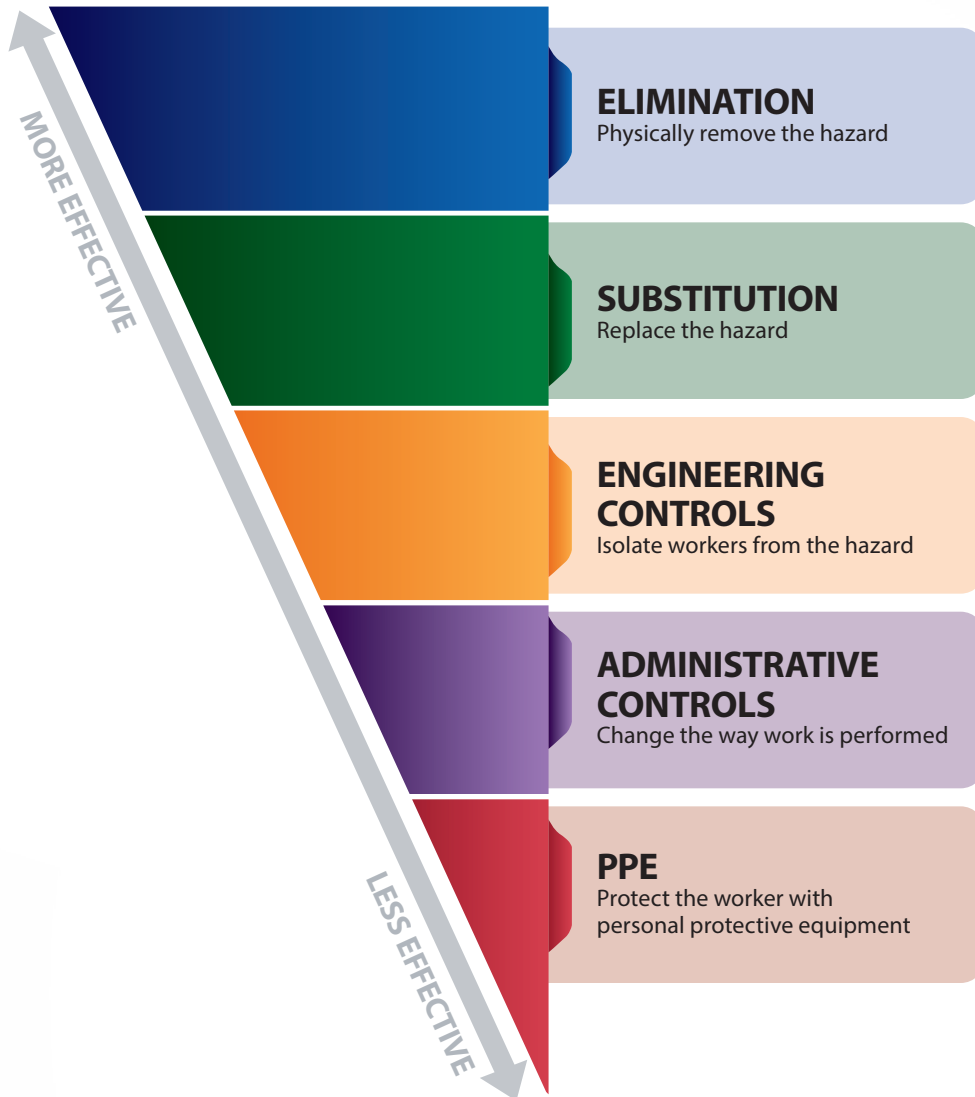 MORE EFFECTIVE
ELIMINATION
Physically remove the hazard
SUBSTITUTION
Replace the hazard
ENGINEERING
CONTROLS
Isolate workers from the hazard
ADMINISTRATIVE
CONTROLS
Change the way work is performed
PPE
Protect the worker with
personal protective equipment
LESS EFFECTIVE